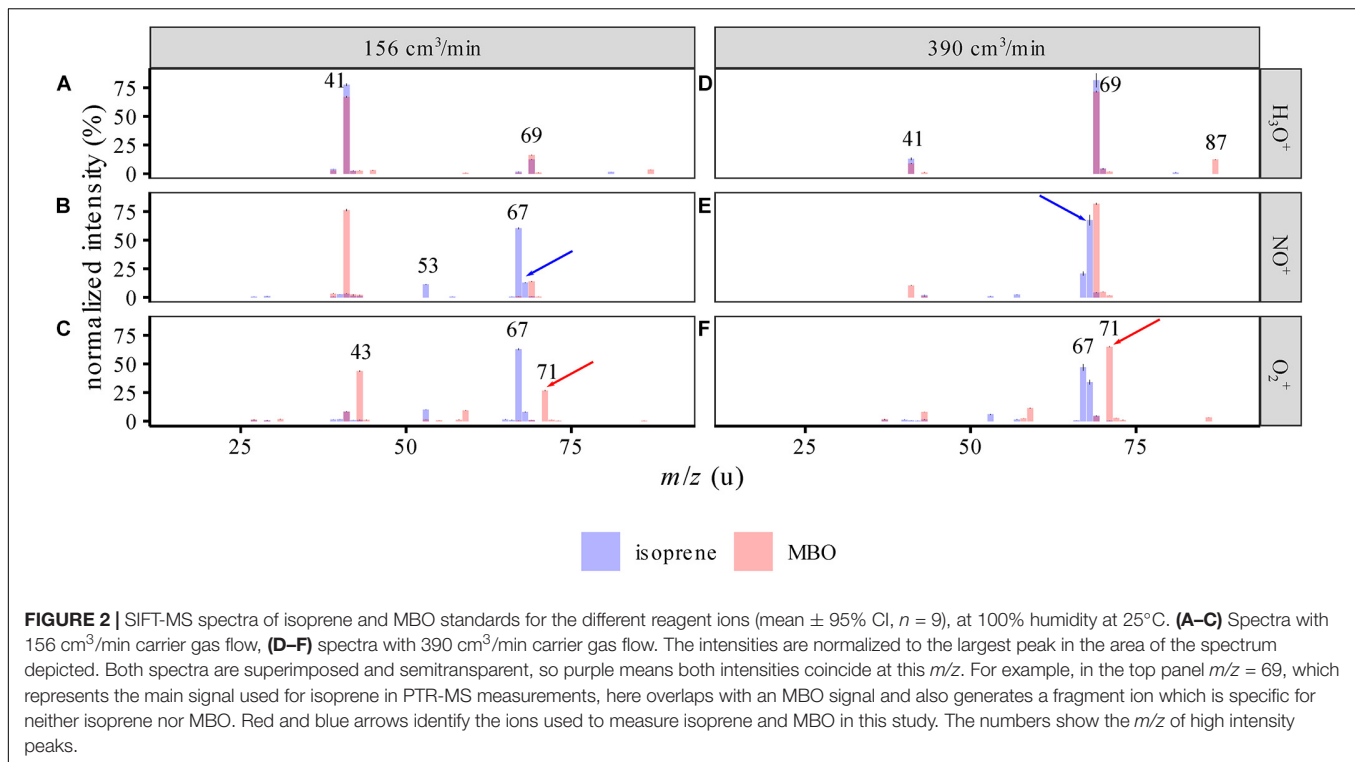 156 cm³/min
390 cm³/min
A
D
B
E
C
F
normalized intensity (%)
75
50
25
0
75
50
25
0
75
50
25
0
41
69
41
69
87
53
67
43
67
71
67
71
H₃O⁺
NO⁺
O₂⁺
25
50
75
25
50
75
m/z (u)
isoprene
MBO
FIGURE 2 | SIFT-MS spectra of isoprene and MBO standards for the different reagent ions (mean ± 95% CI, n = 9), at 100% humidity at 25°C. (A–C) Spectra with
156 cm³/min carrier gas flow, (D–F) spectra with 390 cm³/min carrier gas flow. The intensities are normalized to the largest peak in the area of the spectrum
depicted. Both spectra are superimposed and semitransparent, so purple means both intensities coincide at this m/z. For example, in the top panel m/z = 69, which
represents the main signal used for isoprene in PTR-MS measurements, here overlaps with an MBO signal and also generates a fragment ion which is specific for
neither isoprene nor MBO. Red and blue arrows identify the ions used to measure isoprene and MBO in this study. The numbers show the m/z of high intensity
peaks.